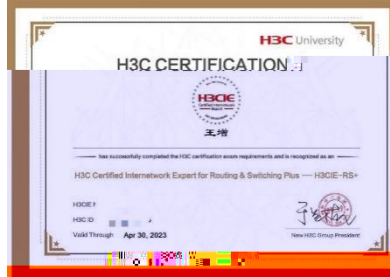 H3C University
H3C CERTIFICATION
H3CIE
王增
has successfully completed the H3C certification exam requirements and is recognized as an
H3C Certified Internetwork Expert for Routing & Switching Plus — H3CIE-RS+
H3CIE
H3C ID
Valid Through Apr 30, 2023
New H3C Group President